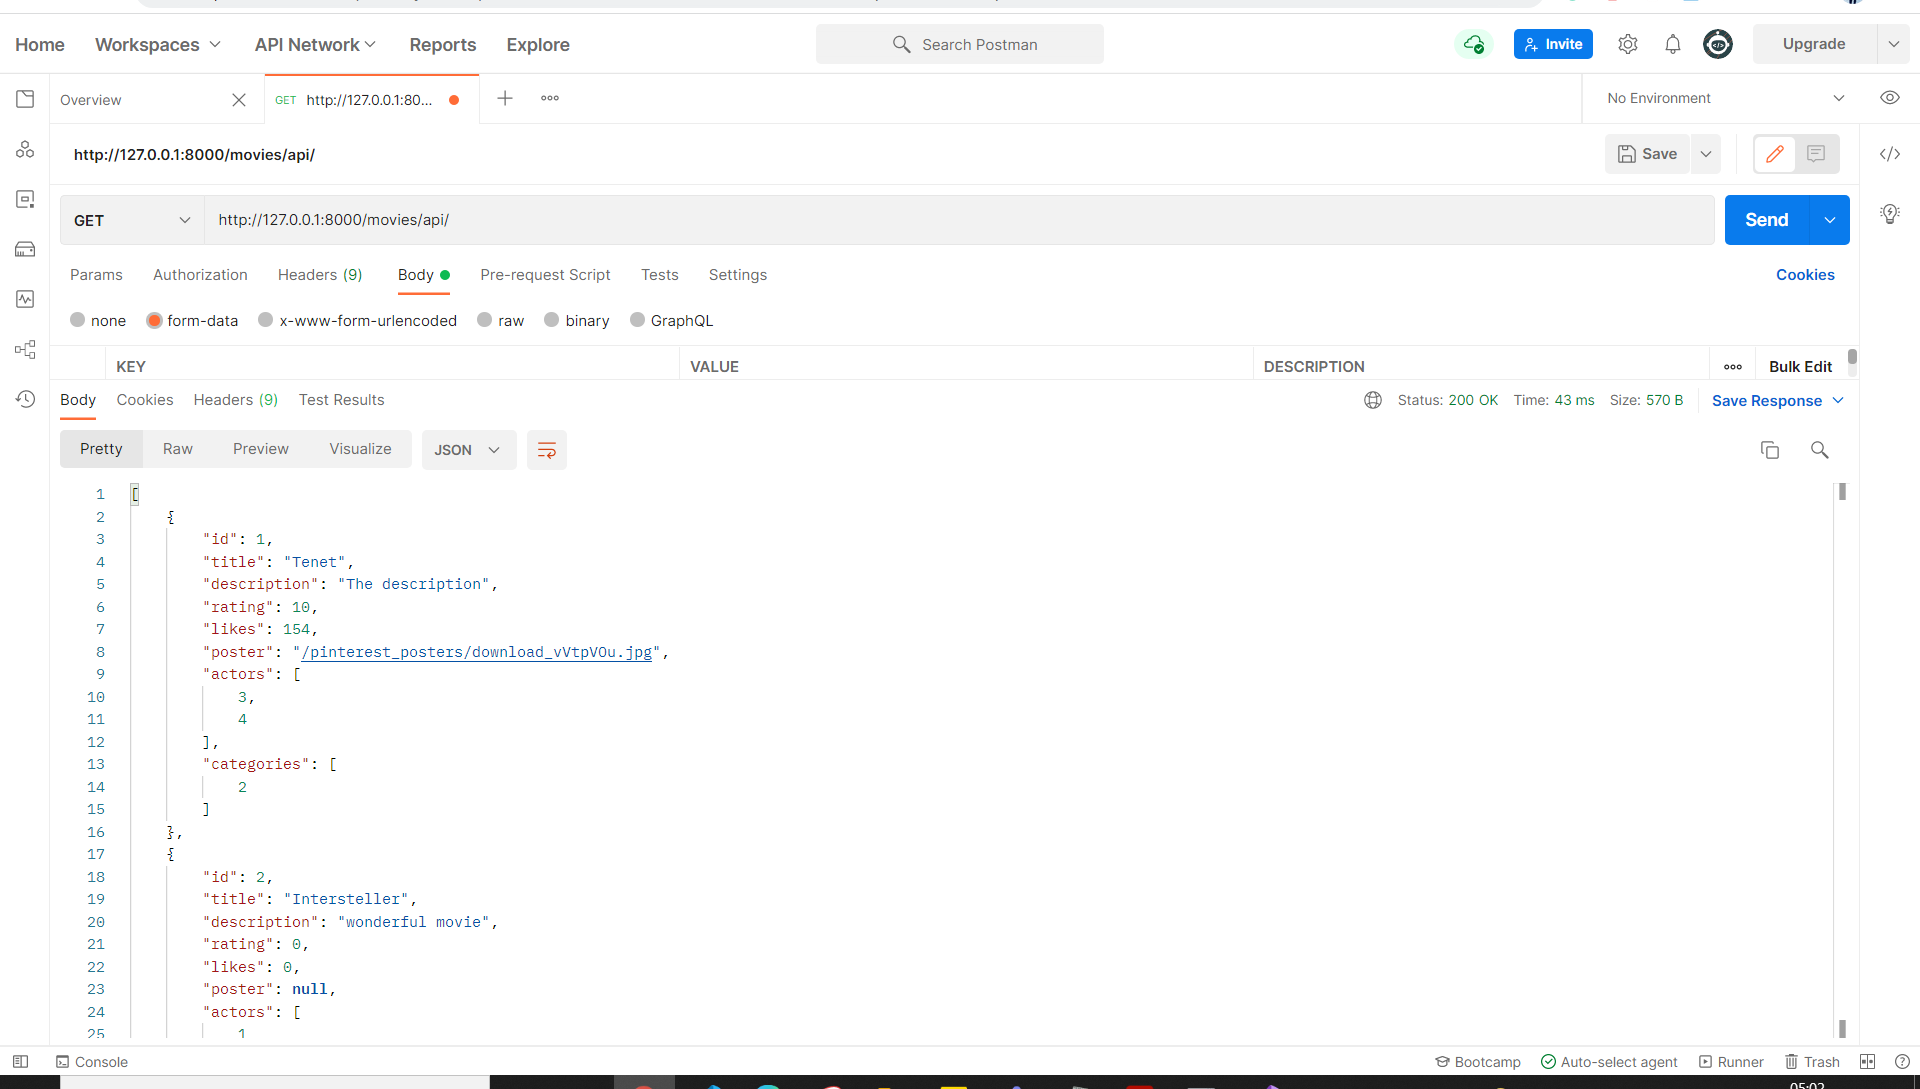 Home Workspaces API Network Reports Explore Search Postman Invite Upgrade
Overview GET http://127.0.0.1:80... No Environment
http://127.0.0.1:8000/movies/api/ Save
GET http://127.0.0.1:8000/movies/api/ Send
Params Authorization Headers (9) Body Pre-request Script Tests Settings Cookies
none form-data x-www-form-urlencoded raw binary GraphQL
KEY VALUE DESCRIPTION Bulk Edit
Body Cookies Headers (9) Test Results Status: 200 OK Time: 43 ms Size: 570 B Save Response
Pretty Raw Preview Visualize JSON
1 [
2 {
3 "id": 1,
4 "title": "Tenet",
5 "description": "The description",
6 "rating": 10,
7 "likes": 154,
8 "poster": "/pinterest_posters/download_vVtpVOu.jpg",
9 "actors": [
10 3,
11 4
12 ],
13 "categories": [
14 2
15 ]
16 },
17 {
18 "id": 2,
19 "title": "Intersteller",
20 "description": "wonderful movie",
21 "rating": 0,
22 "likes": 0,
23 "poster": null,
24 "actors": [
25 1
Console Bootcamp Auto-select agent Runner Trash
05:02